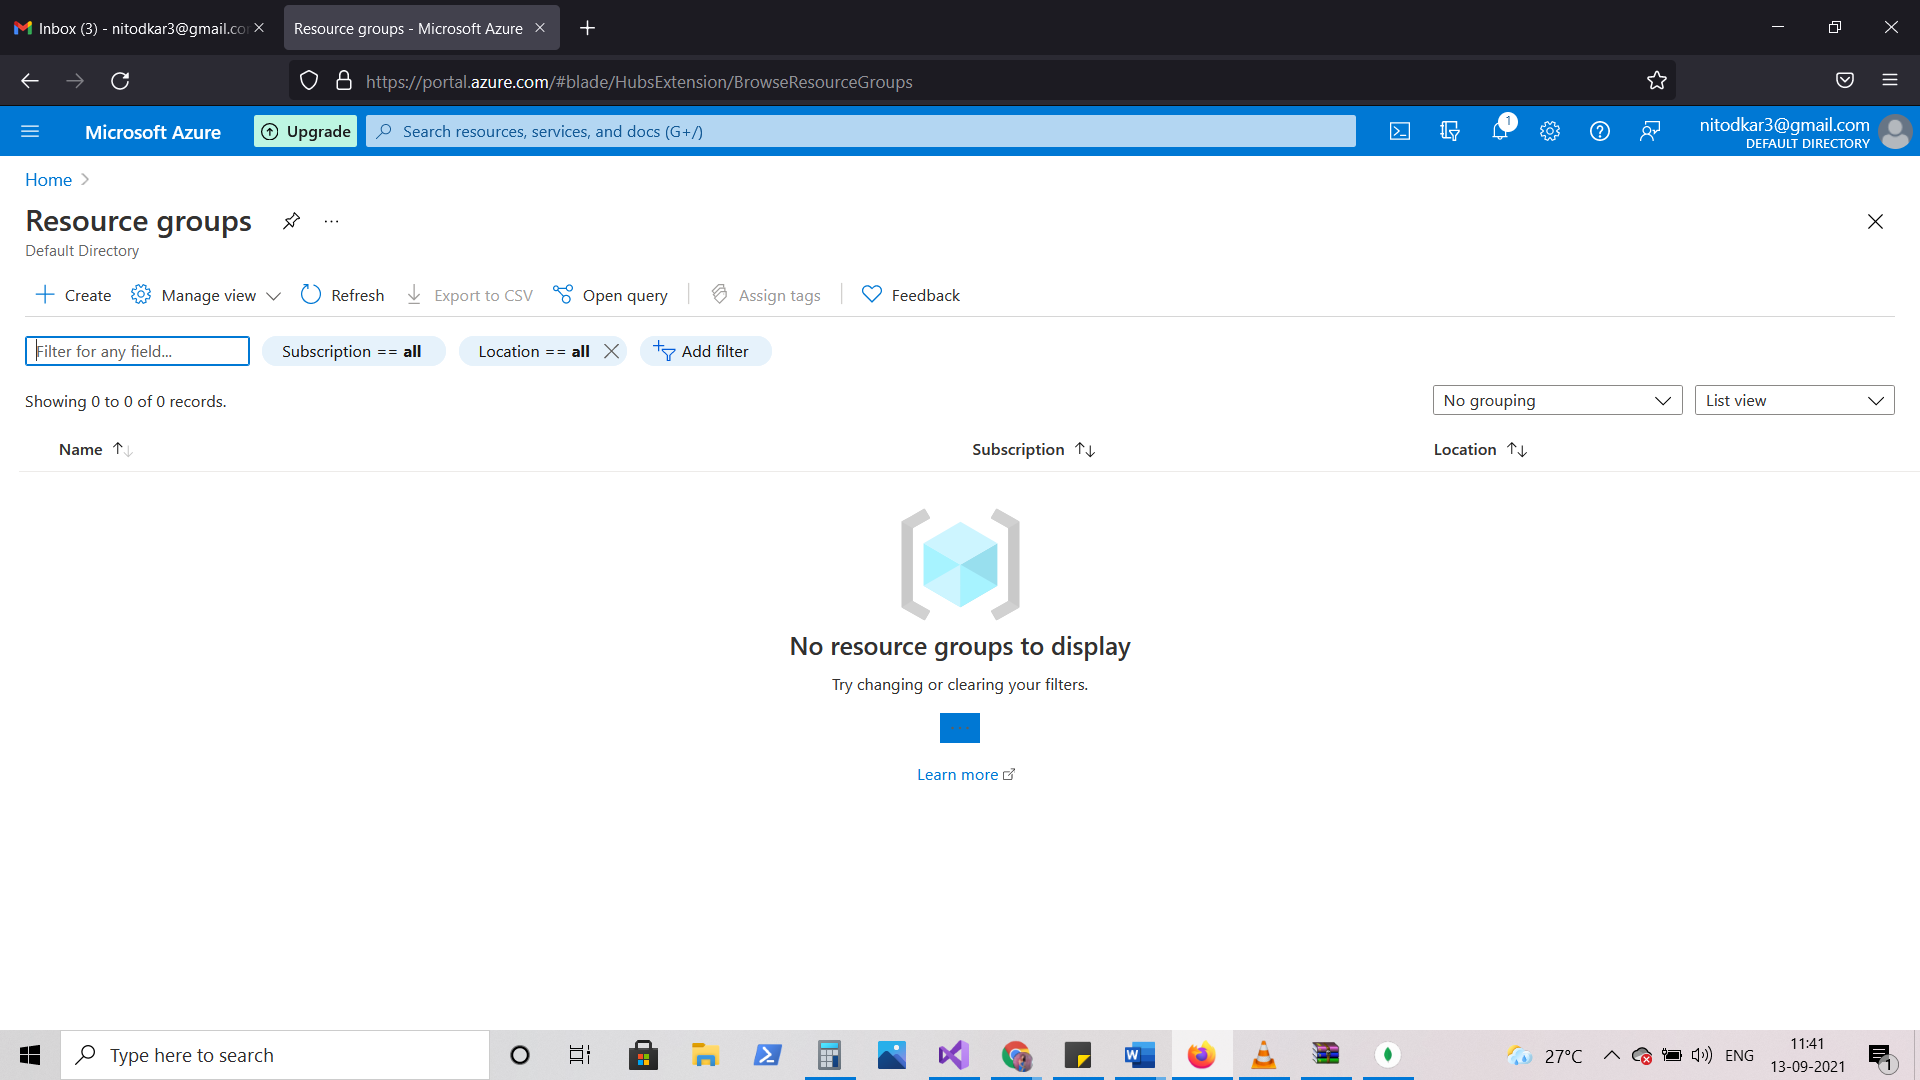 Inbox (3) - nitodkar3@gmail.co
Resource groups - Microsoft Azure
https://portal.azure.com/#blade/HubsExtension/BrowseResourceGroups
Microsoft Azure
Upgrade
Search resources, services, and docs (G+/)
1
nitodkar3@gmail.com
DEFAULT DIRECTORY
Home
Resource groups
Default Directory
Create
Manage view
Refresh
Export to CSV
Open query
Assign tags
Feedback
Filter for any field...
Subscription == all
Location == all
Add filter
Showing 0 to 0 of 0 records.
No grouping
List view
Name
Subscription
Location
No resource groups to display
Try changing or clearing your filters.
Learn more
Type here to search
27°C
ENG
11:41
13-09-2021
1